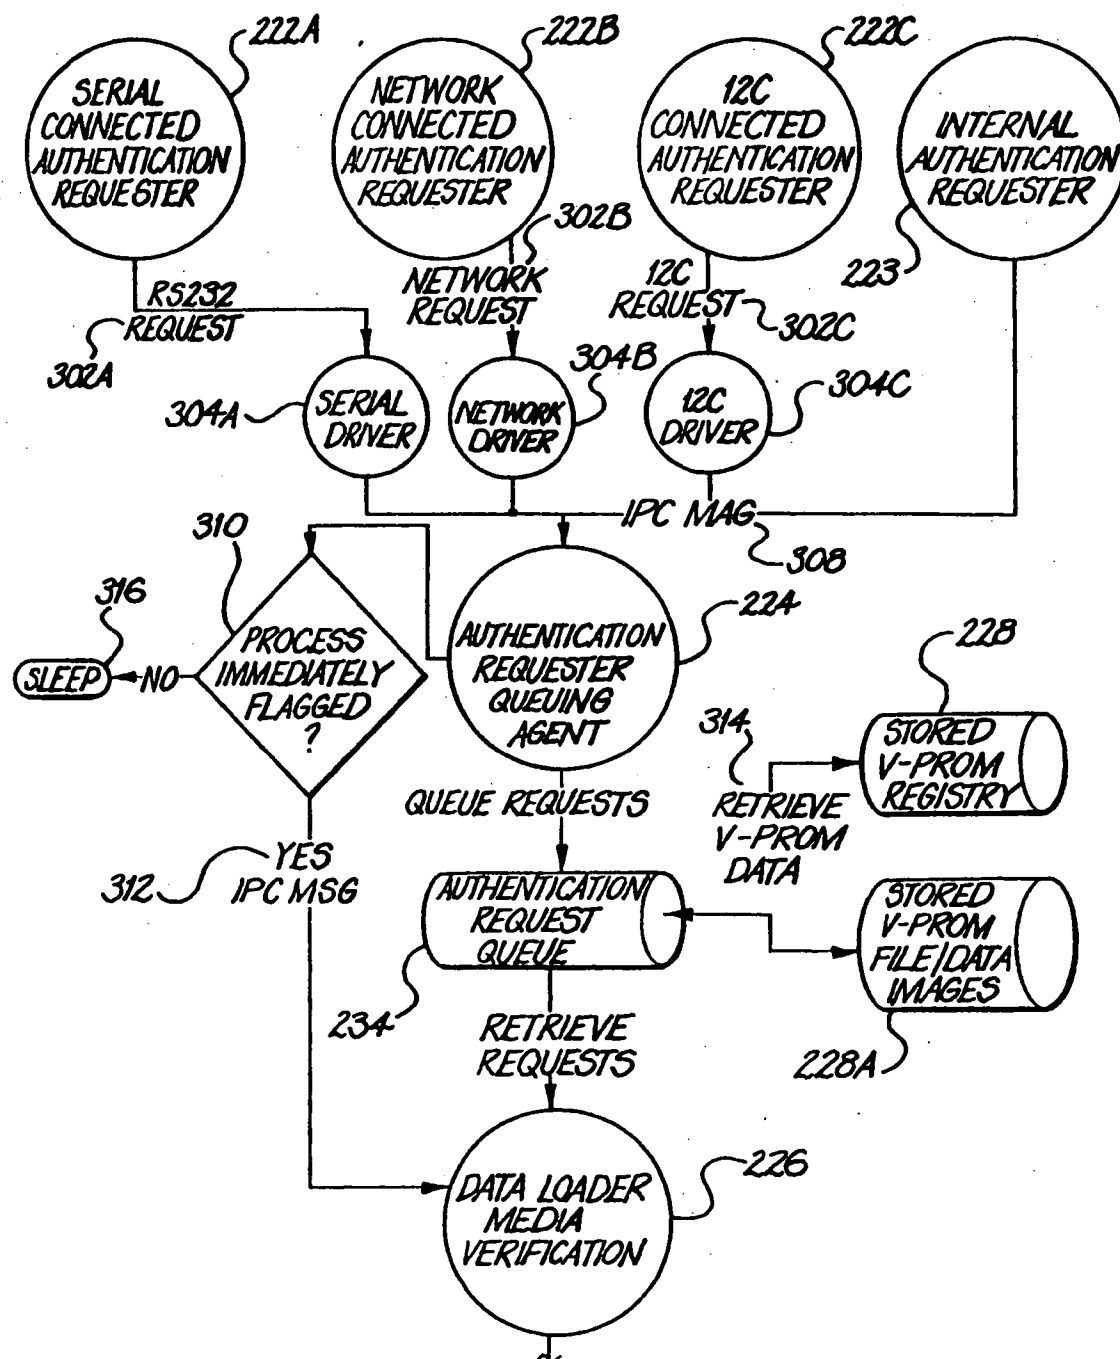 222A
222B
222C
SERIAL
CONNECTED
AUTHENTICATION
REQUESTER
NETWORK
CONNECTED
AUTHENTICATION
REQUESTER
12C
CONNECTED
AUTHENTICATION
REQUESTER
INTERNAL
AUTHENTICATION
REQUESTER
223
RS232
REQUEST
302A
302B
NETWORK
REQUEST
12C
REQUEST
302C
304A
SERIAL
DRIVER
304B
NETWORK
DRIVER
304C
12C
DRIVER
IPC MAG
308
310
316
SLEEP
NO
PROCESS
IMMEDIATELY
FLAGGED
?
AUTHENTICATION
REQUESTER
QUEUING
AGENT
224
228
STORED
V-PROM
REGISTRY
314
RETRIEVE
V-PROM
DATA
QUEUE REQUESTS
312
YES
IPC MSG
AUTHENTICATION
REQUEST
QUEUE
234
STORED
V-PROM
FILE/DATA
IMAGES
228A
RETRIEVE
REQUESTS
DATA LOADER
MEDIA
VERIFICATION
226